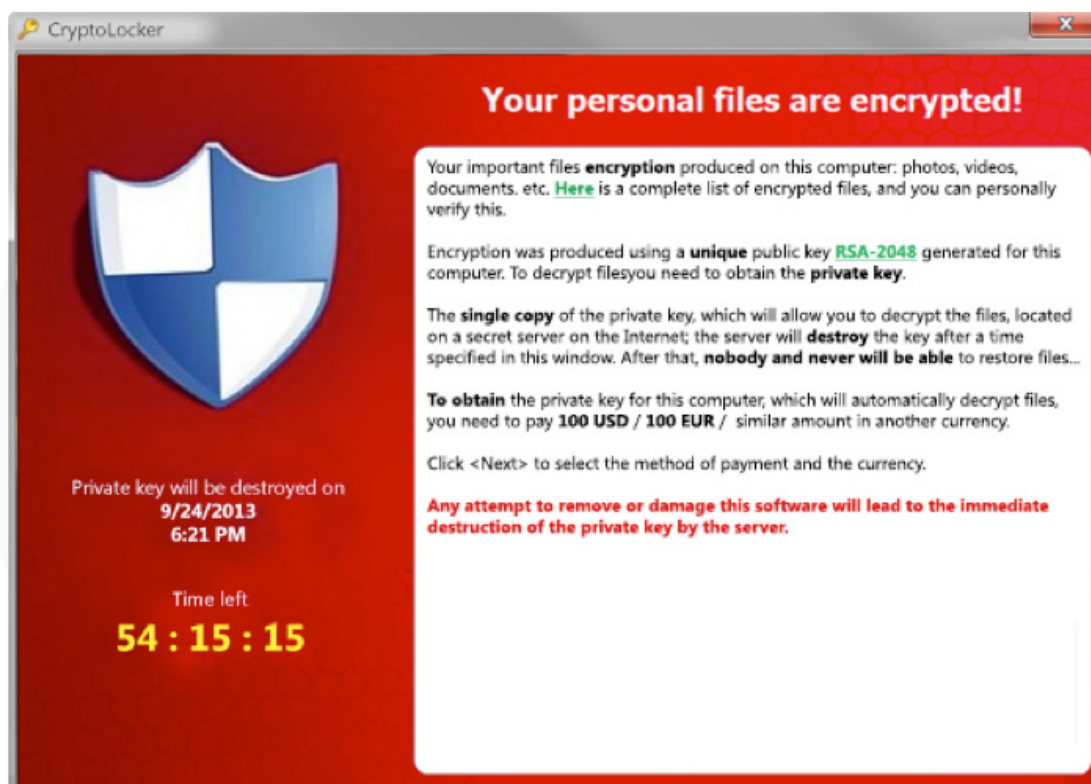 CryptoLocker
Your personal files are encrypted!
Your important files encryption produced on this computer: photos, videos,
documents. etc. Here is a complete list of encrypted files, and you can personally
verify this.
Encryption was produced using a unique public key RSA-2048 generated for this
computer. To decrypt filesyou need to obtain the private key.
The single copy of the private key, which will allow you to decrypt the files, located
on a secret server on the Internet; the server will destroy the key after a time
specified in this window. After that, nobody and never will be able to restore files...
To obtain the private key for this computer, which will automatically decrypt files,
you need to pay 100 USD / 100 EUR / similar amount in another currency.
Click <Next> to select the method of payment and the currency.
Any attempt to remove or damage this software will lead to the immediate
destruction of the private key by the server.
Private key will be destroyed on
9/24/2013
6:21 PM
Time left
54 : 15 : 15